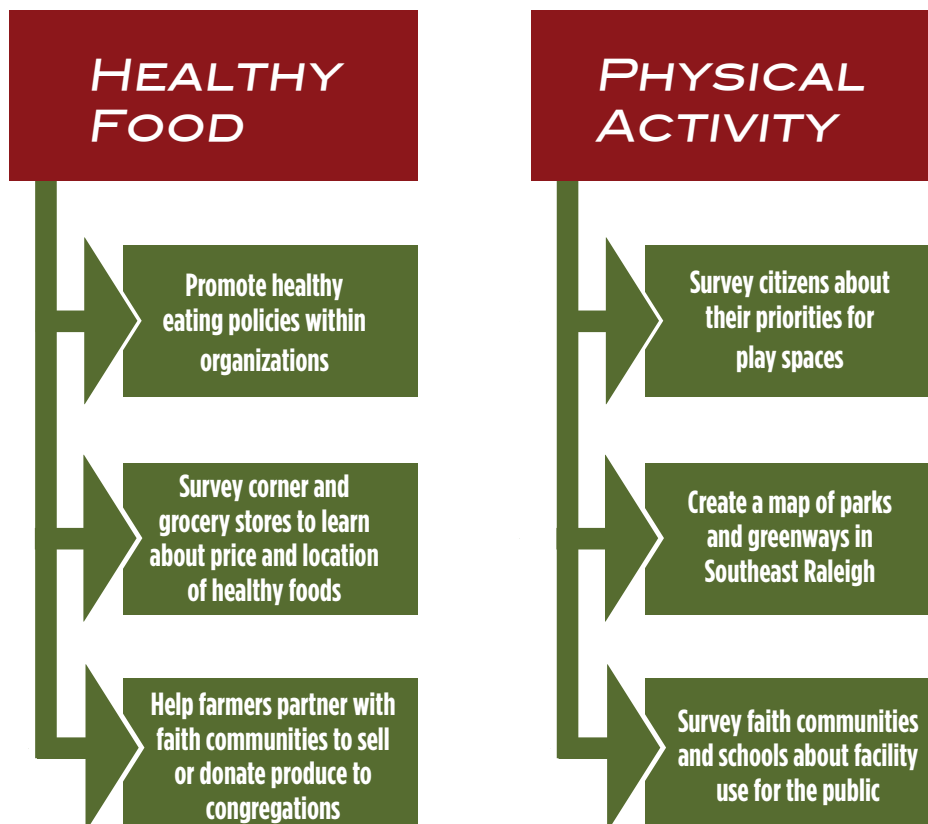 HEALTHY
FOOD
Promote healthy
eating policies within
organizations
Survey corner and
grocery stores to learn
about price and location
of healthy foods
Help farmers partner with
faith communities to sell
or donate produce to
congregations
PHYSICAL
ACTIVITY
Survey citizens about
their priorities for
play spaces
Create a map of parks
and greenways in
Southeast Raleigh
Survey faith communities
and schools about facility
use for the public